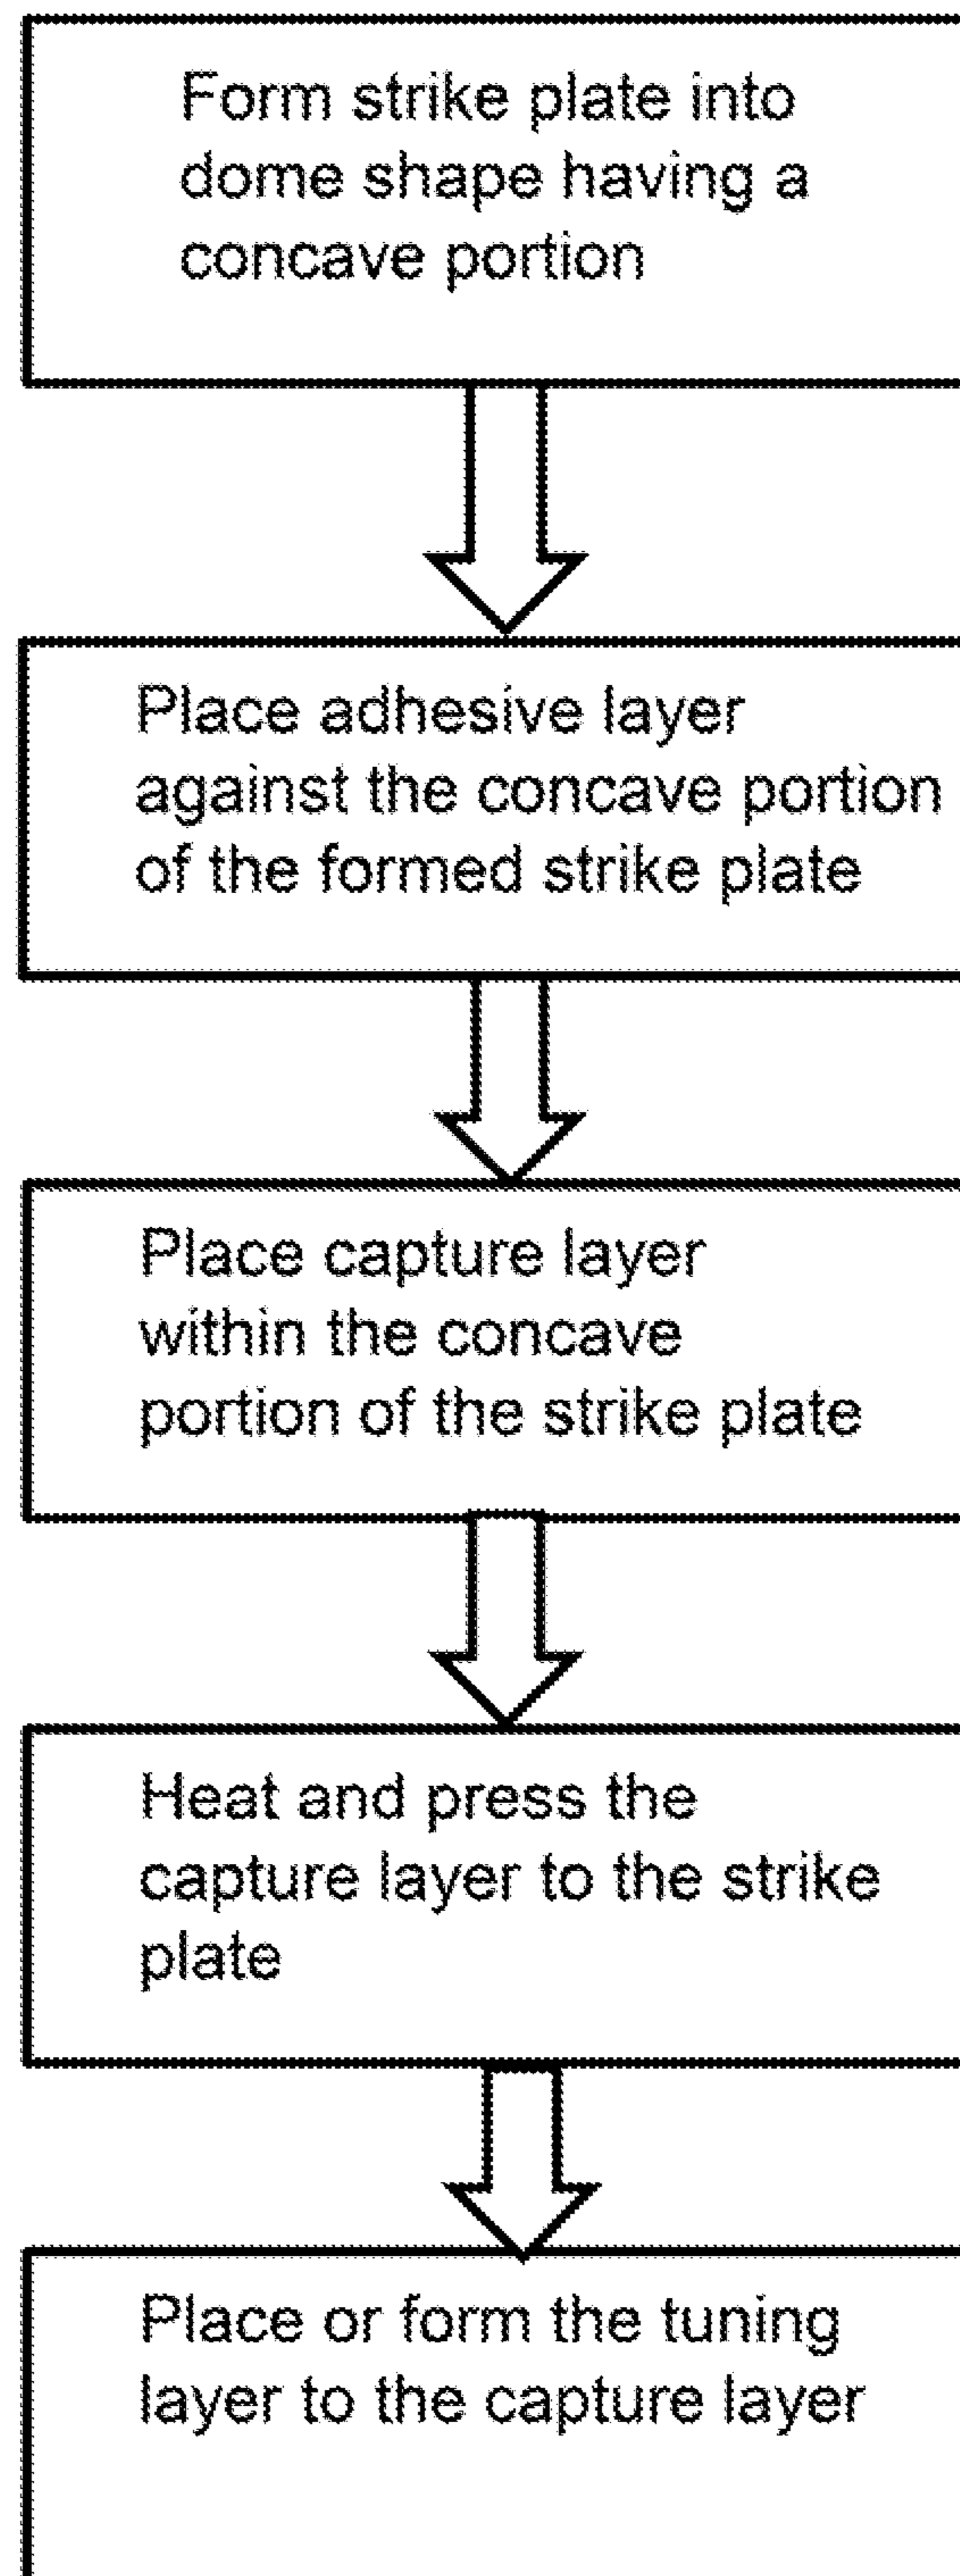 Form strike plate into
dome shape having a
concave portion
Place adhesive layer
against the concave portion
of the formed strike plate
Place capture layer
within the concave
portion of the strike plate
Heat and press the
capture layer to the strike
plate
Place or form the tuning
layer to the capture layer